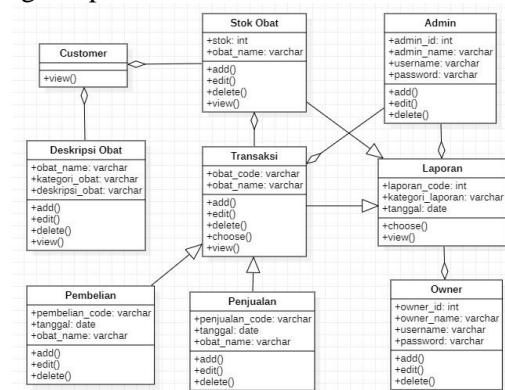 Customer
+view()
Stok Obat
+stok: int
+obat_name: varchar
+add()
+edit()
+delete()
+view()
Admin
+admin_id: int
+admin_name: varchar
+username: varchar
+password: varchar
+add()
+edit()
+delete()
Deskripsi Obat
+obat_name: varchar
+kategori_obat: varchar
+deskripsi_obat: varchar
+add()
+edit()
+delete()
+view()
Transaksi
+obat_code: varchar
+obat_name: varchar
+add()
+edit()
+delete()
+choose()
+view()
Laporan
+laporan_code: int
+kategori_laporan: varchar
+tanggal: date
+choose()
+view()
Pembelian
+pembelian_code: varchar
+tanggal: date
+obat_name: varchar
+add()
+edit()
+delete()
Penjualan
+penjualan_code: varchar
+tanggal: date
+obat_name: varchar
+add()
+edit()
+delete()
Owner
+owner_id: int
+owner_name: varchar
+username: varchar
+password: varchar
+add()
+edit()
+delete()